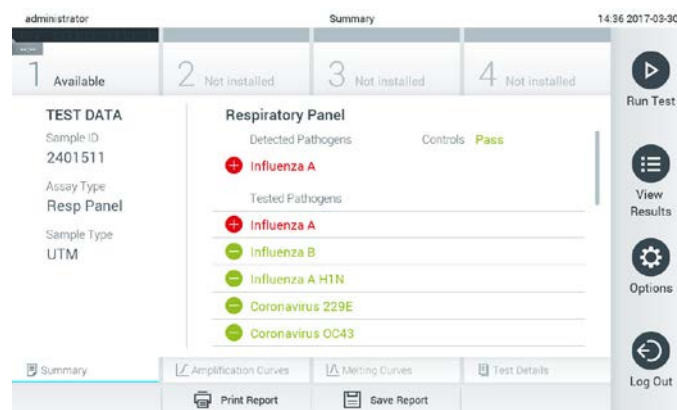 administrator Summary 14:36 2017-03-30
1 Available 2 Not installed 3 Not installed 4 Not installed
Run Test
TEST DATA
Sample ID
2401511
Assay Type
Resp Panel
Sample Type
UTM
Respiratory Panel
Detected Pathogens Controls Pass
Influenza A
Tested Pathogens
Influenza A
Influenza B
Influenza A H1N
Coronavirus 229E
Coronavirus OC43
View
Results
Options
Log Out
Summary Amplification Curves Melting Curves Test Details
Print Report Save Report